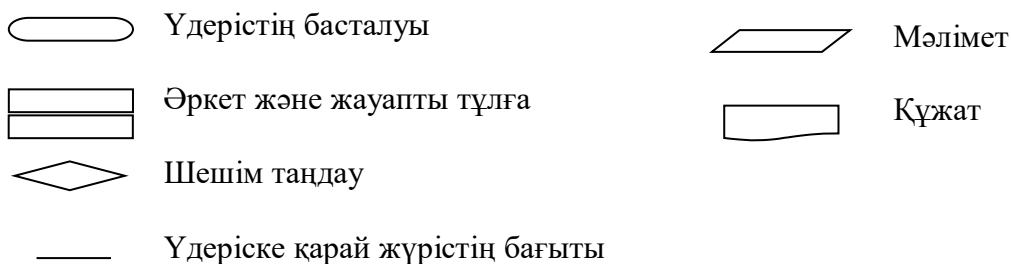 Үдерістің басталуы
Мәлімет
Әркет және жауапты тұлға
Құжат
Шешім таңдау
Үдеріске қарай жүрістің бағыты